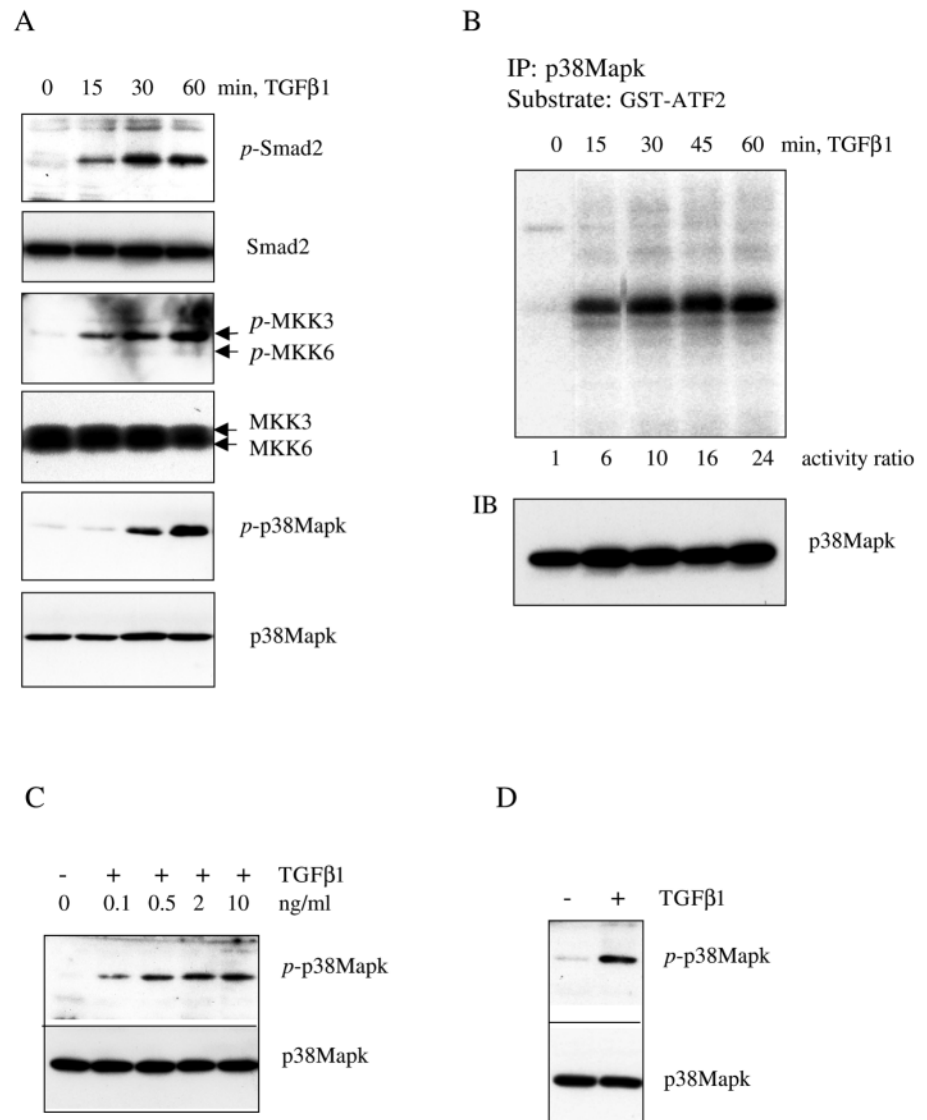 A
0 15 30 60 min, TGFβ1
p-Smad2
Smad2
p-MKK3
p-MKK6
MKK3
MKK6
p-p38Mapk
p38Mapk
B
IP: p38Mapk
Substrate: GST-ATF2
0 15 30 45 60 min, TGFβ1
1 6 10 16 24 activity ratio
IB
p38Mapk
C
- + + + + TGFβ1
0 0.1 0.5 2 10 ng/ml
p-p38Mapk
p38Mapk
D
- + TGFβ1
p-p38Mapk
p38Mapk